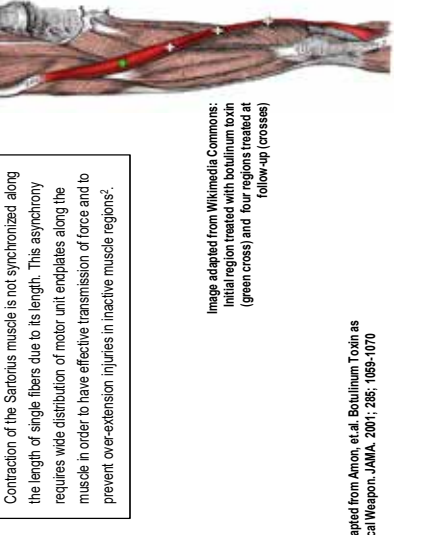 Contraction of the Sartorius muscle is not synchronized along
the length of single fibers due to its length. This asynchrony
requires wide distribution of motor unit endplates along the
muscle in order to have effective transmission of force and to
prevent over-extension injuries in inactive muscle regions².
Image adapted from Wikimedia Commons:
Initial region treated with botulinum toxin
(green cross) and four regions treated at
follow-up (crosses)
apted from Arnon, et.al. Botulinum Toxin as
cal Weapon. JAMA. 2001; 285; 1059-1070